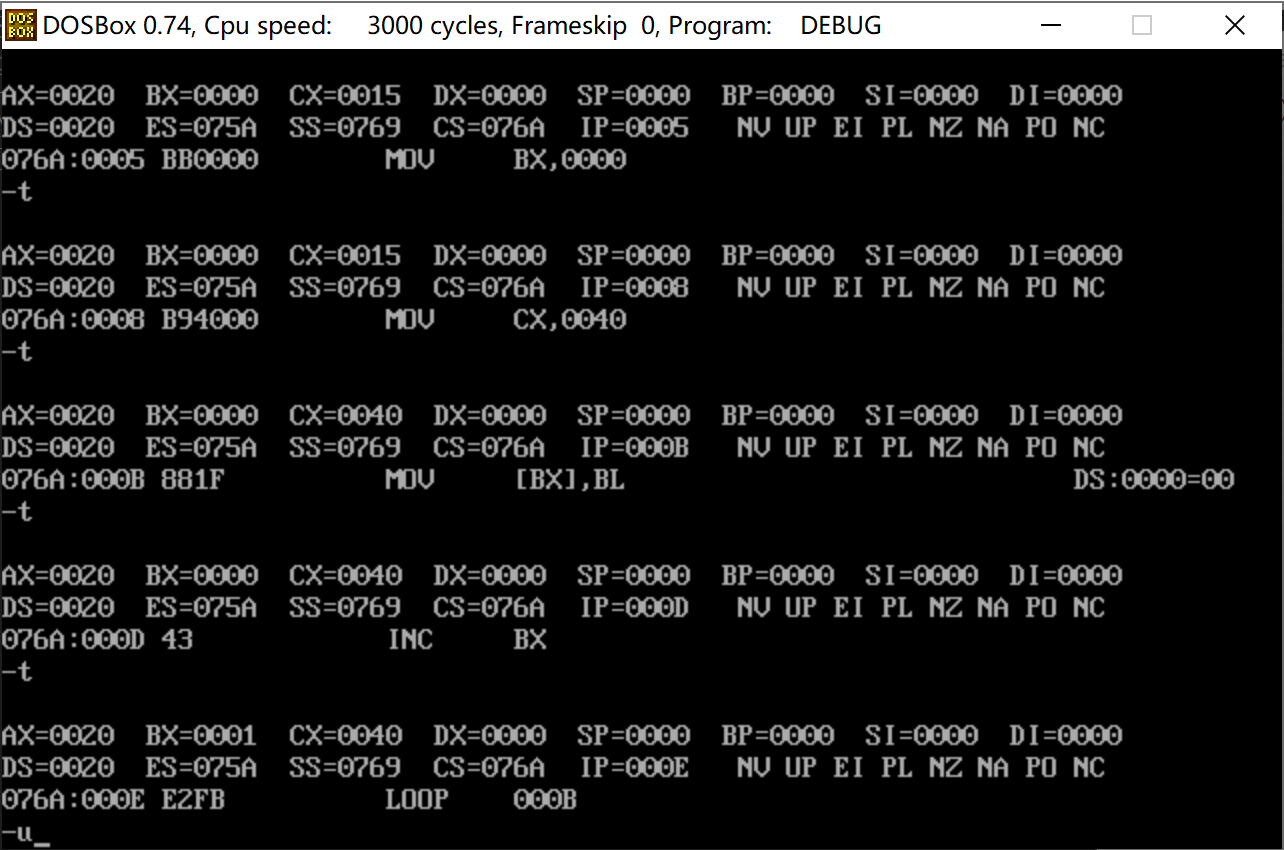 DOS BOX DOSBox 0.74, Cpu speed: 3000 cycles, Frameskip 0, Program: DEBUG
AX=0020 BX=0000 CX=0015 DX=0000 SP=0000 BP=0000 SI=0000 DI=0000
DS=0020 ES=075A SS=0769 CS=076A IP=0005 NV UP EI PL NZ NA PO NC
076A:0005 BB0000 MOV BX,0000
-t
AX=0020 BX=0000 CX=0015 DX=0000 SP=0000 BP=0000 SI=0000 DI=0000
DS=0020 ES=075A SS=0769 CS=076A IP=0008 NV UP EI PL NZ NA PO NC
076A:0008 B94000 MOV CX,0040
-t
AX=0020 BX=0000 CX=0040 DX=0000 SP=0000 BP=0000 SI=0000 DI=0000
DS=0020 ES=075A SS=0769 CS=076A IP=000B NV UP EI PL NZ NA PO NC
076A:000B 881F MOV [BX],BL DS:0000=00
-t
AX=0020 BX=0000 CX=0040 DX=0000 SP=0000 BP=0000 SI=0000 DI=0000
DS=0020 ES=075A SS=0769 CS=076A IP=000D NV UP EI PL NZ NA PO NC
076A:000D 43 INC BX
-t
AX=0020 BX=0001 CX=0040 DX=0000 SP=0000 BP=0000 SI=0000 DI=0000
DS=0020 ES=075A SS=0769 CS=076A IP=000E NV UP EI PL NZ NA PO NC
076A:000E E2FB LOOP 000B
-u_